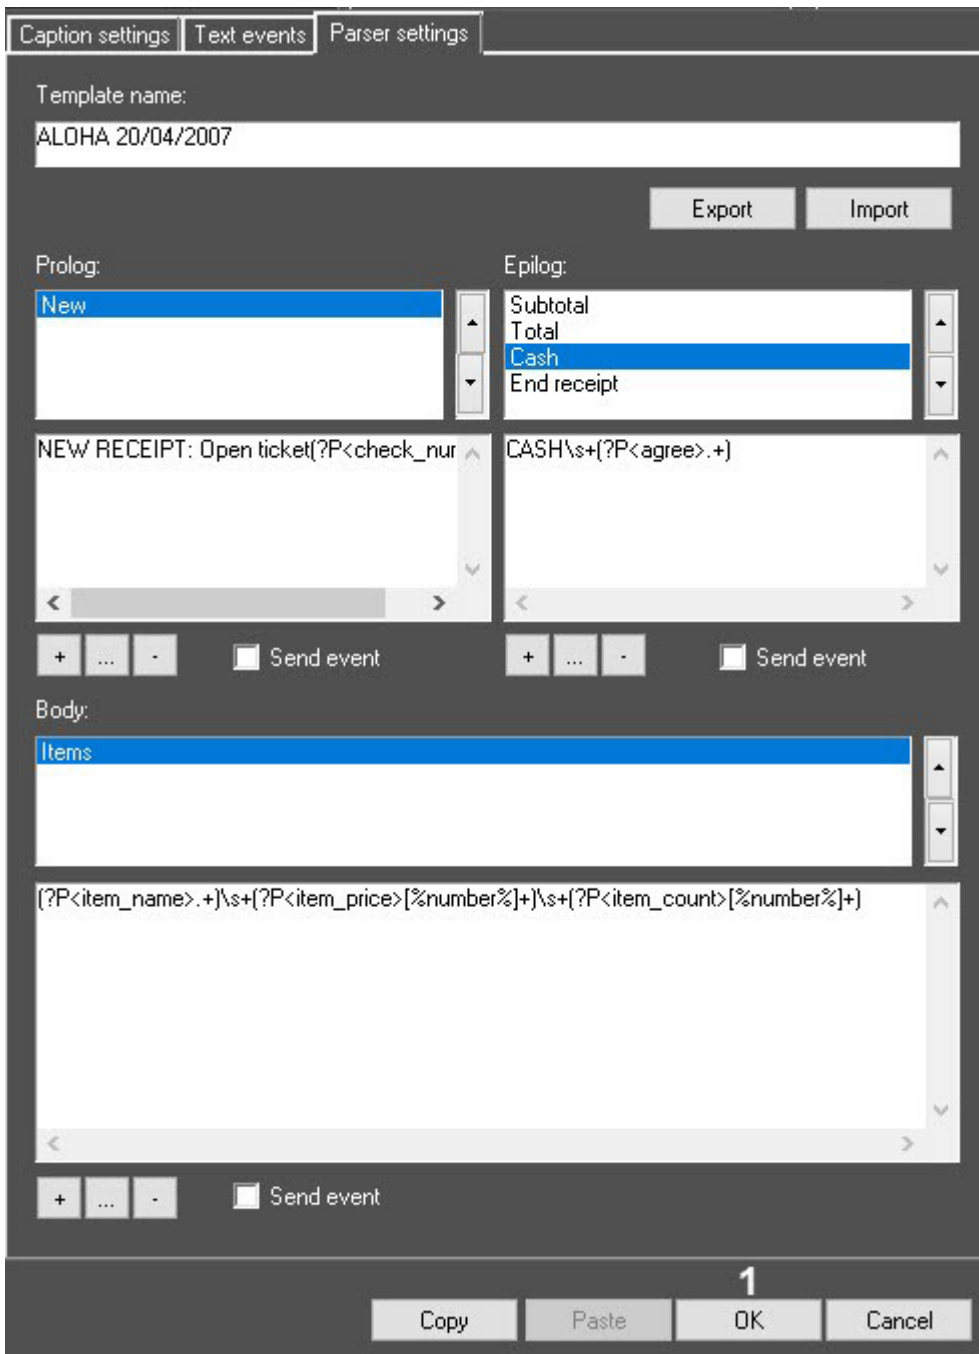 Caption settings Text events Parser settings
Template name:
ALOHA 20/04/2007
Export Import
Prolog: Epilog:
New
Subtotal
Total
Cash
End receipt
NEW RECEIPT: Open ticket(?P<check_nur
CASH\s+(?P<agree>.+)
+ ... - Send event + ... - Send event
Body:
Items
(?P<item_name>.+)\s+(?P<item_price>[%number%]+)\s+(?P<item_count>[%number%]+)
+ ... - Send event
1
Copy Paste OK Cancel